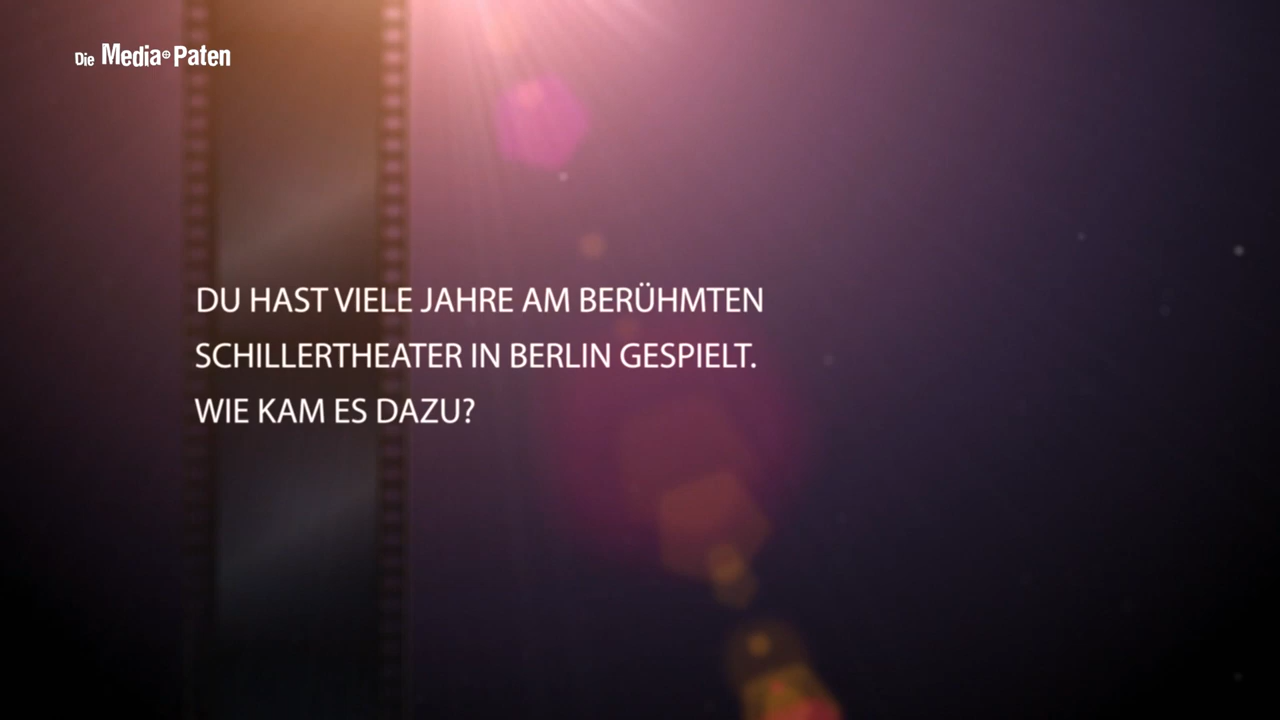 Die Media+Paten
DU HAST VIELE JAHRE AM BERÜHMTEN
SCHILLERTHEATER IN BERLIN GESPIELT.
WIE KAM ES DAZU?